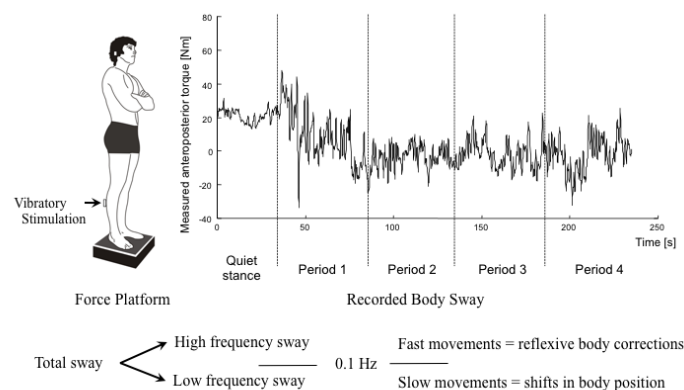 Measured anteroposterior torque [Nm]
80
60
40
20
0
-20
-40
0
50
100
150
200
250
Time [s]
Vibratory
Stimulation
Quiet
stance
Period 1
Period 2
Period 3
Period 4
Force Platform
Recorded Body Sway
Total sway
High frequency sway
Low frequency sway
0.1 Hz
Fast movements = reflexive body corrections
Slow movements = shifts in body position